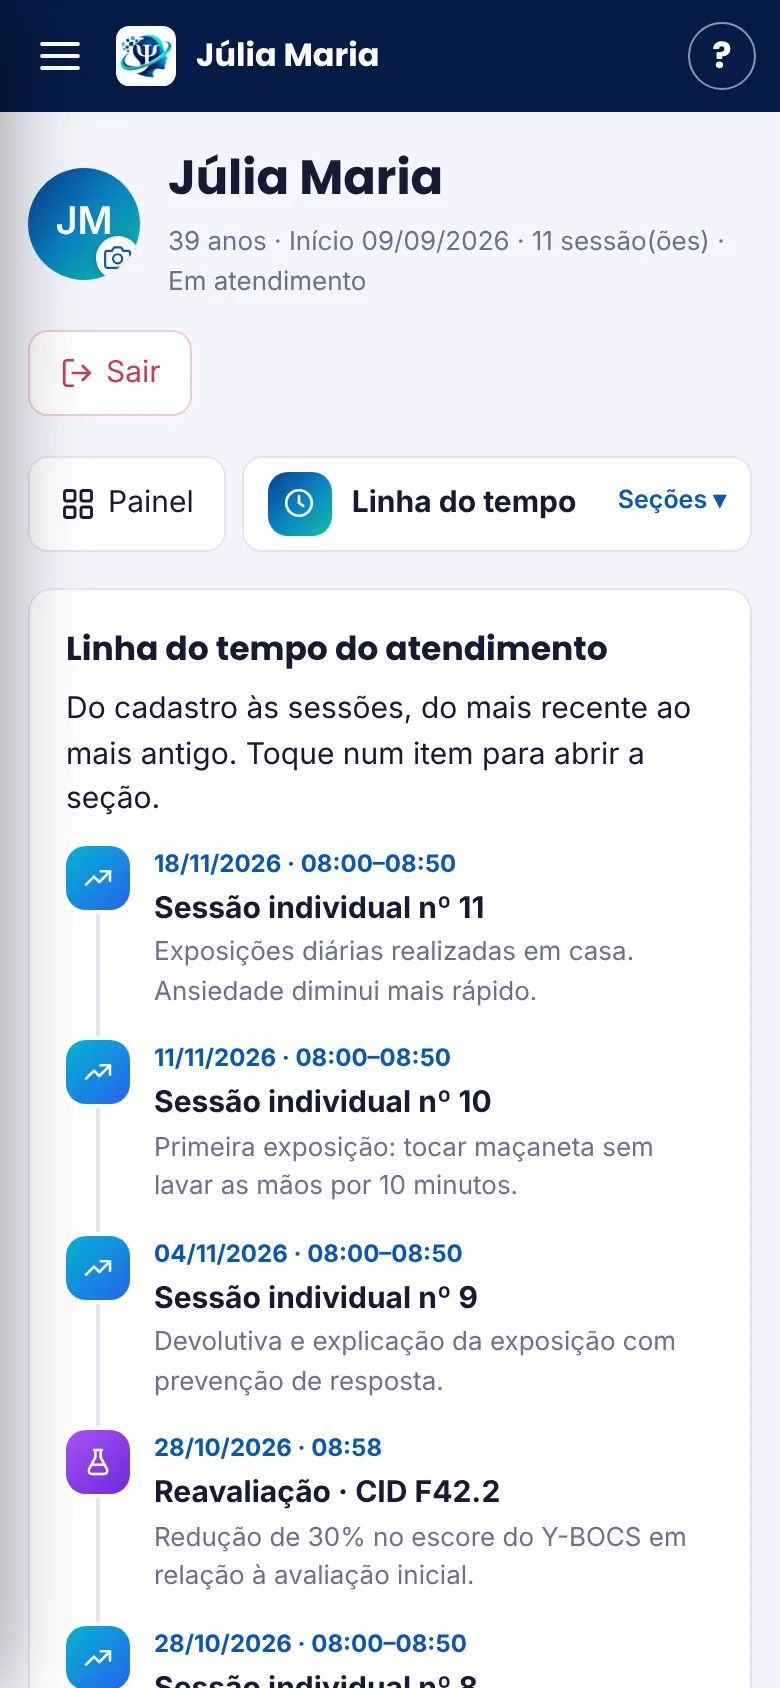 Júlia Maria
?
JM
Júlia Maria
39 anos · Início 09/09/2026 · 11 sessão(ões) ·
Em atendimento
Sair
Painel
Linha do tempo
Seções ▾
Linha do tempo do atendimento
Do cadastro às sessões, do mais recente ao
mais antigo. Toque num item para abrir a
seção.
18/11/2026 · 08:00–08:50
Sessão individual nº 11
Exposições diárias realizadas em casa.
Ansiedade diminui mais rápido.
11/11/2026 · 08:00–08:50
Sessão individual nº 10
Primeira exposição: tocar maçaneta sem
lavar as mãos por 10 minutos.
04/11/2026 · 08:00–08:50
Sessão individual nº 9
Devolutiva e explicação da exposição com
prevenção de resposta.
28/10/2026 · 08:58
Reavaliação · CID F42.2
Redução de 30% no escore do Y-BOCS em
relação à avaliação inicial.
28/10/2026 · 08:00–08:50
Sessão individual nº 8